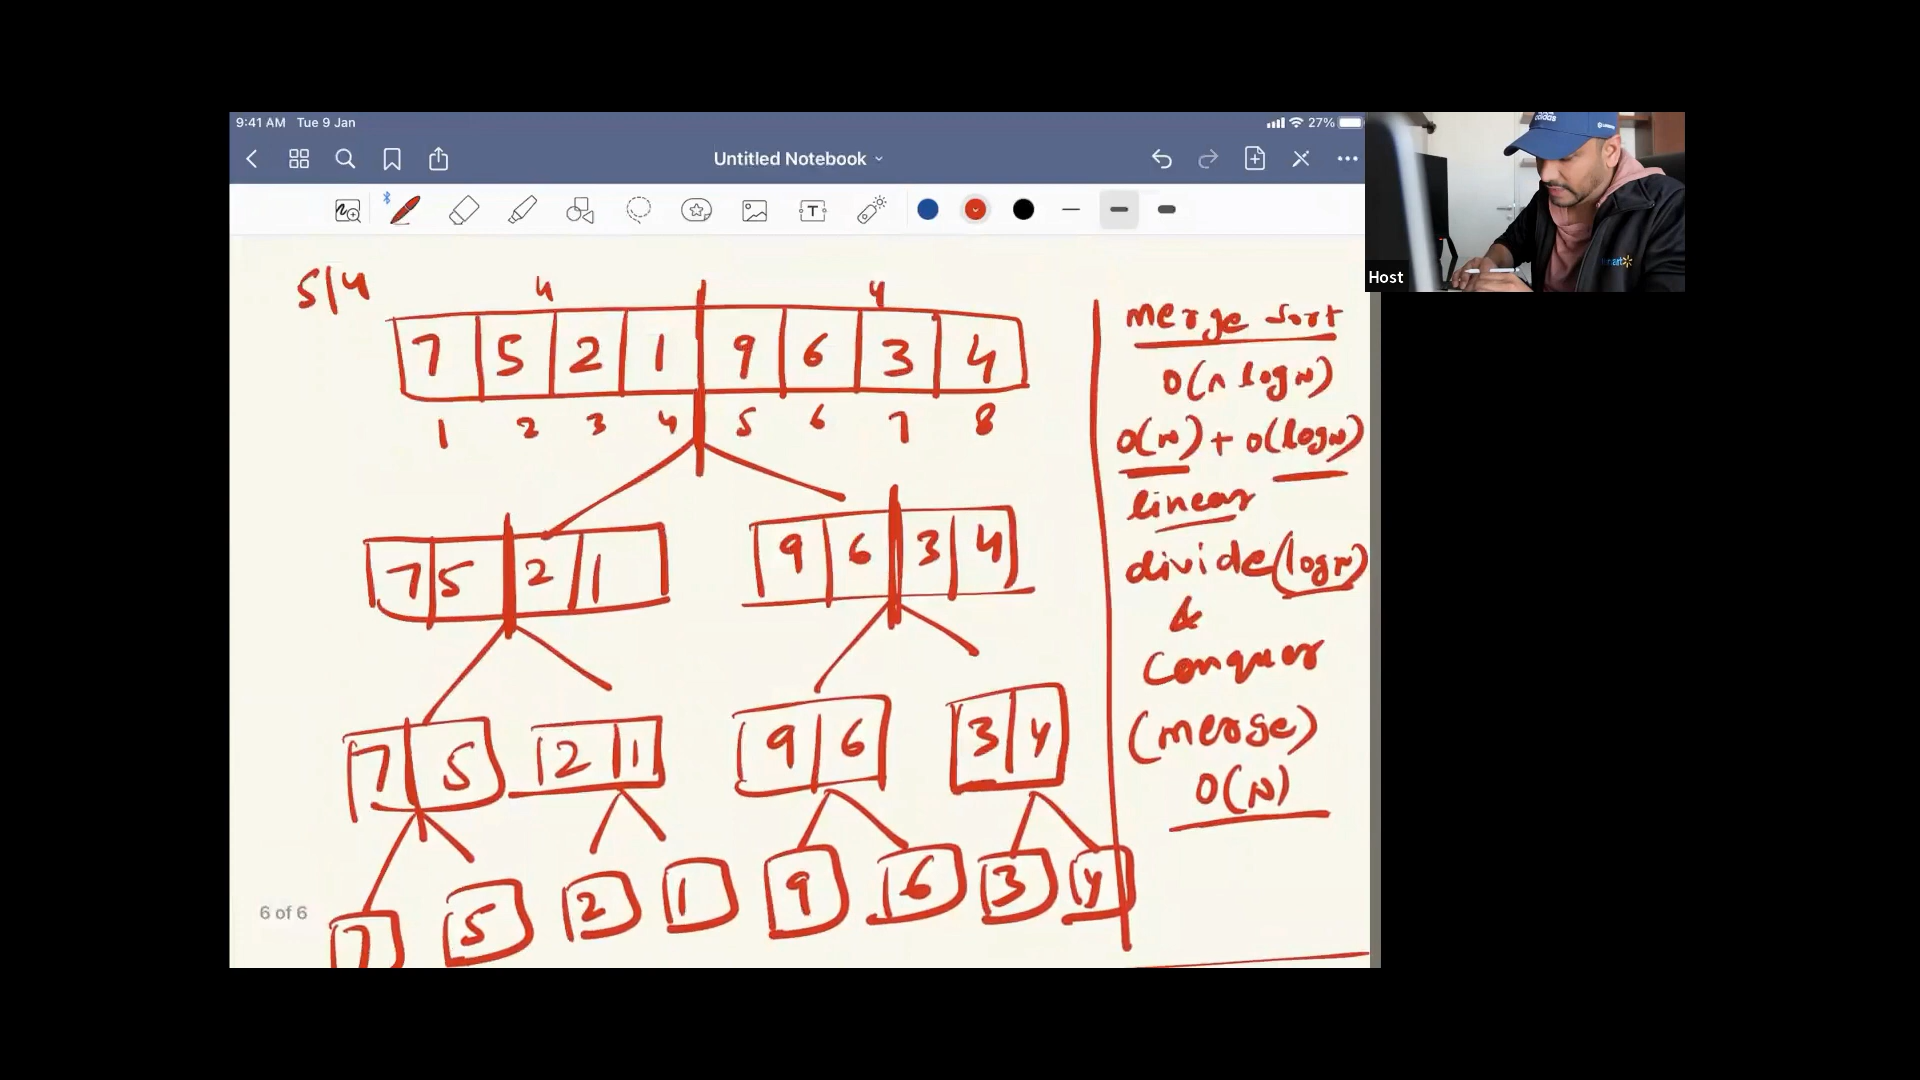 9:41 AM Tue 9 Jan
27%
Untitled Notebook
T
Host
5/4
4 4
7 5 2 1 9 6 3 4
1 2 3 4 5 6 7 8
7 5 2 1
9 6 3 4
7 5
2 1
9 6
3 4
7 5 2 1 9 6 3 4
6 of 6
merge sort
O(n logN)
O(N) + O(logN)
linear
divide (logN)
&
Conquer
(merge)
O(N)
adidas